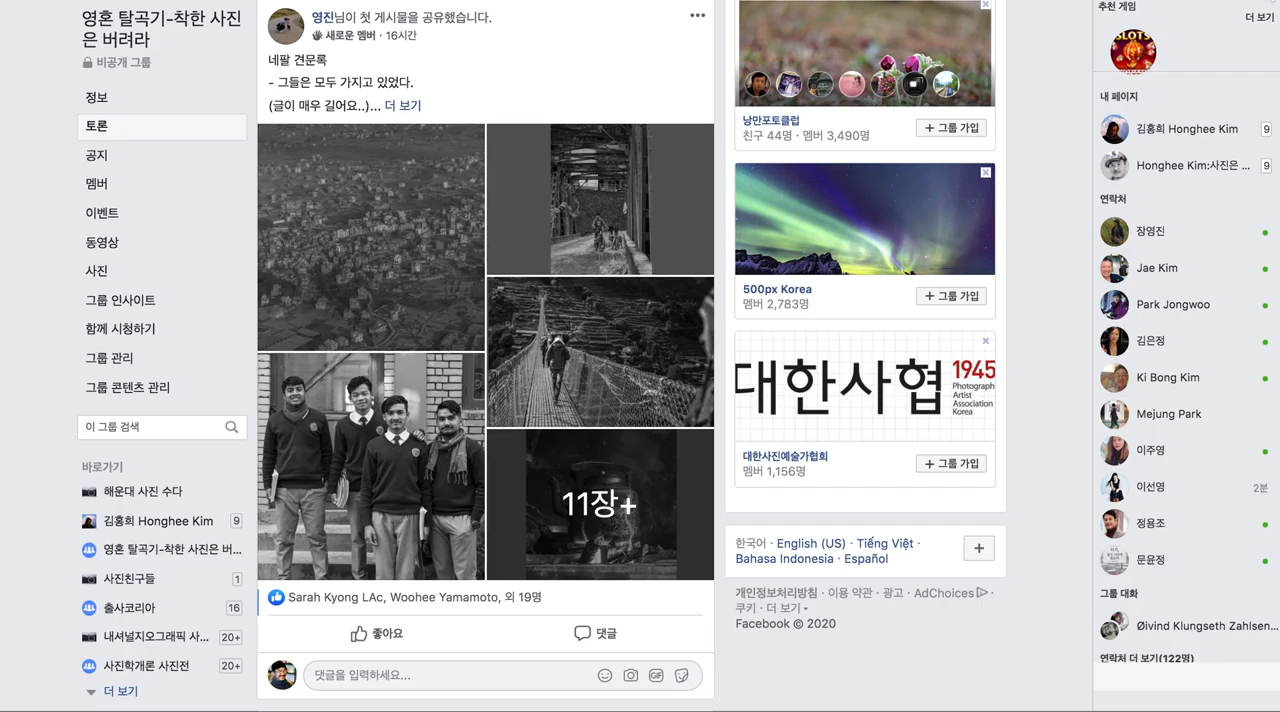 영혼 탈곡기-착한 사진
은 버려라
비공개 그룹
정보
토론
공지
멤버
이벤트
동영상
사진
그룹 인사이트
함께 시청하기
그룹 관리
그룹 콘텐츠 관리
이 그룹 검색
바로가기
해운대 사진 수다
김홍희 Honghee Kim 9
영혼 탈곡기-착한 사진은 버...
사진친구들 1
출사코리아 16
내셔널지오그래픽 사... 20+
사진학개론 사진전 20+
더 보기
영진님이 첫 게시물을 공유했습니다.
새로운 멤버 · 16시간
네팔 견문록
- 그들은 모두 가지고 있었다.
(글이 매우 길어요..)... 더 보기
11장+
Sarah Kyong LAc, Woohee Yamamoto, 외 19명
좋아요 댓글
댓글을 입력하세요...
GIF
낭만포토클럽
친구 44명 · 멤버 3,490명
+ 그룹 가입
500px Korea
멤버 2,783명
+ 그룹 가입
대한사협 1945
Photograph
Artist
Association
Korea
대한사진예술가협회
멤버 1,156명
+ 그룹 가입
한국어 · English (US) · Tiếng Việt ·
Bahasa Indonesia · Español
개인정보처리방침 · 이용 약관 · 광고 · AdChoices ·
쿠키 · 더 보기
Facebook © 2020
추천 게임
더 보기
SLOTS
내 페이지
김홍희 Honghee Kim 9
Honghee Kim:사진은 ... 9
연락처
장영진
Jae Kim
Park Jongwoo
김은정
Ki Bong Kim
Mejung Park
이주영
이선영 2분
정용조
문윤정
그룹 대화
Øivind Klungseth Zahlsen...
연락처 더 보기(122명)